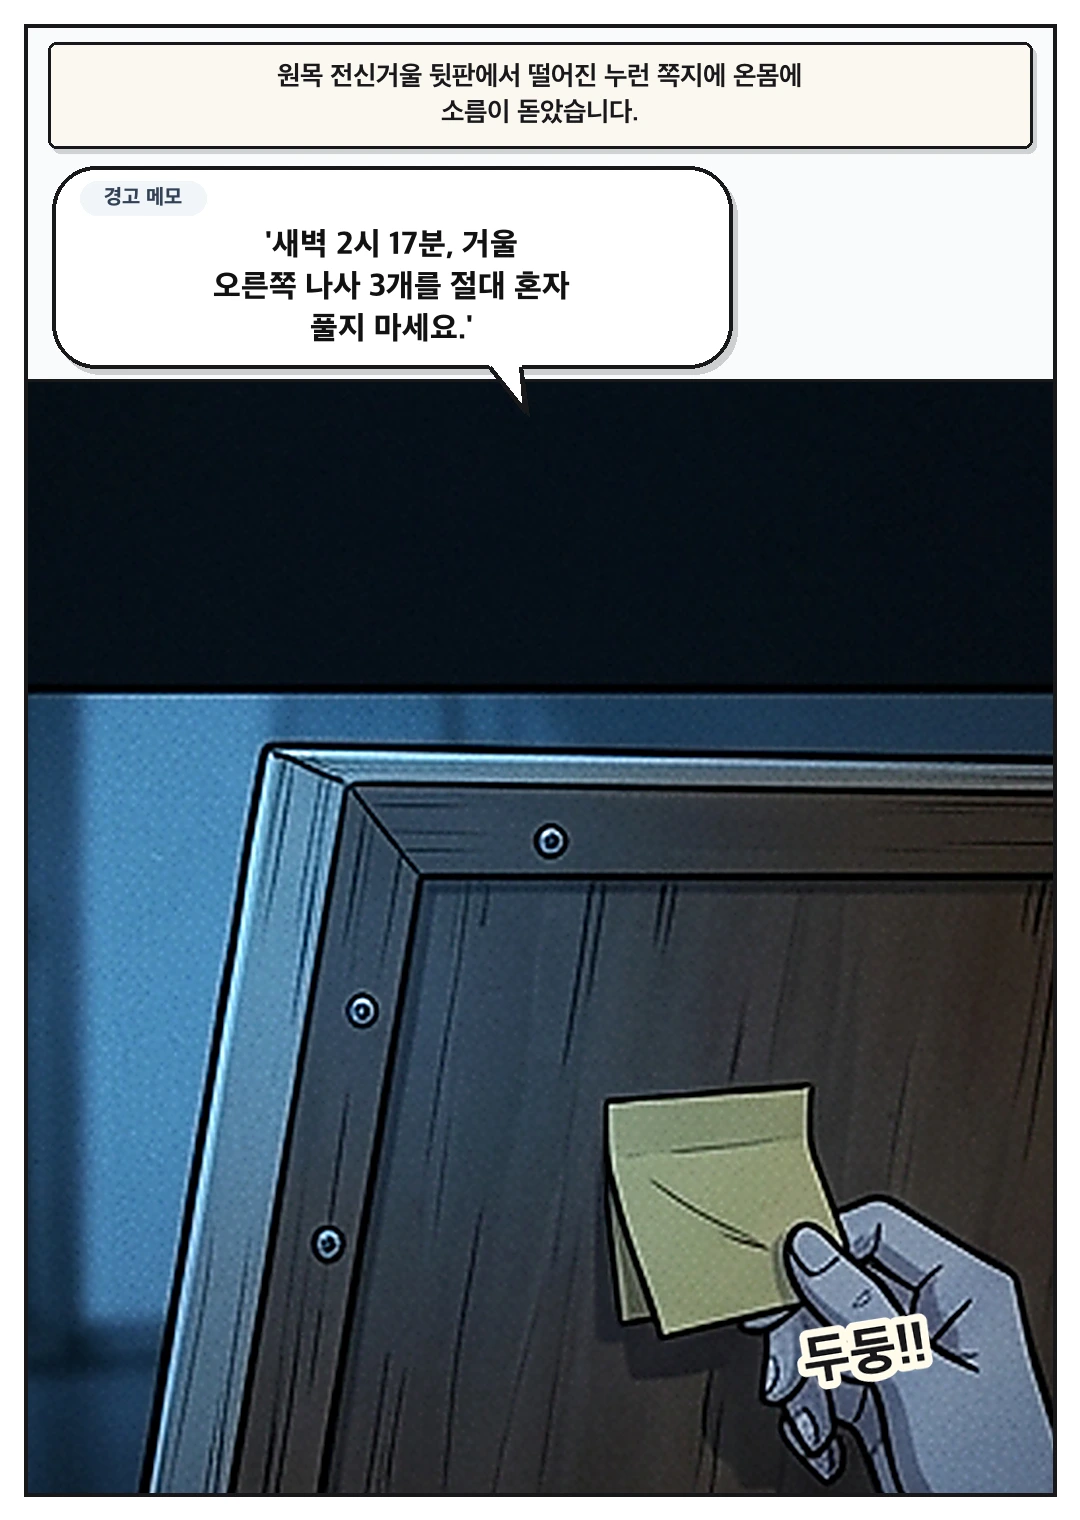 원목 전신거울 뒷판에서 떨어진 누런 쪽지에 온몸에
소름이 돋았습니다.
경고 메모
'새벽 2시 17분, 거울
오른쪽 나사 3개를 절대 혼자
풀지 마세요.'
두둥!!